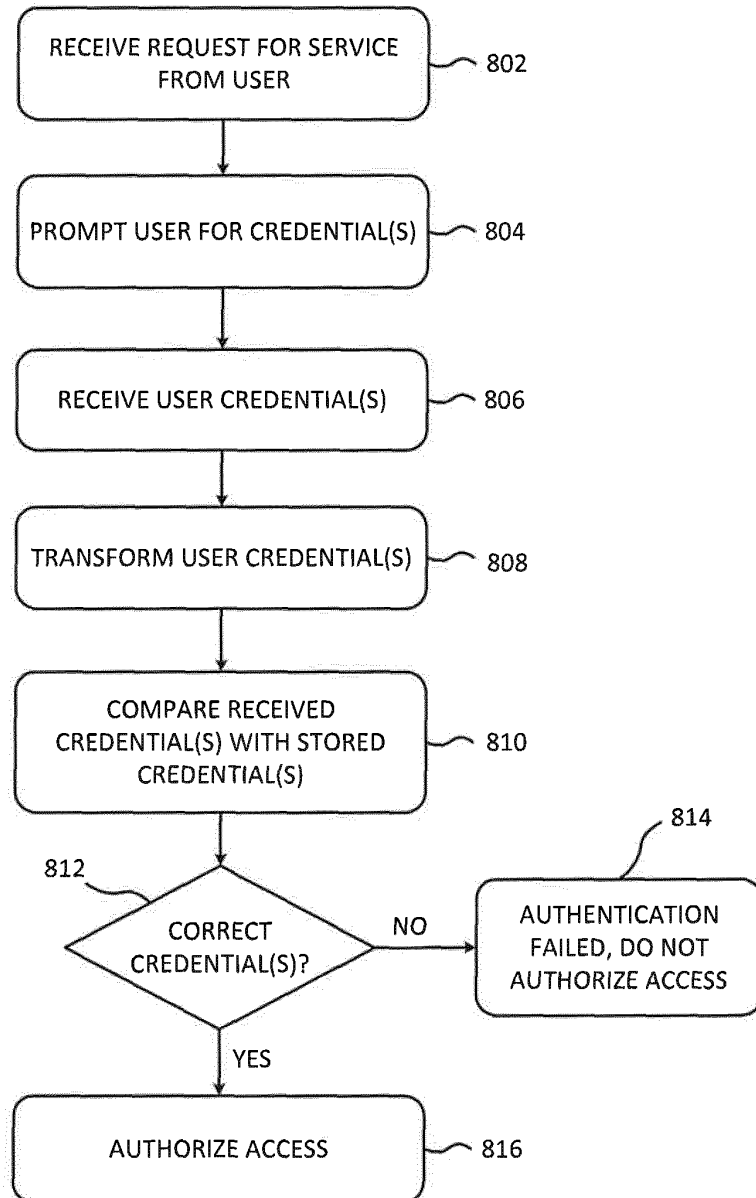 RECEIVE REQUEST FOR SERVICE
FROM USER
802
PROMPT USER FOR CREDENTIAL(S)
804
RECEIVE USER CREDENTIAL(S)
806
TRANSFORM USER CREDENTIAL(S)
808
COMPARE RECEIVED
CREDENTIAL(S) WITH STORED
CREDENTIAL(S)
810
812
CORRECT
CREDENTIAL(S)?
NO
814
AUTHENTICATION
FAILED, DO NOT
AUTHORIZE ACCESS
YES
AUTHORIZE ACCESS
816